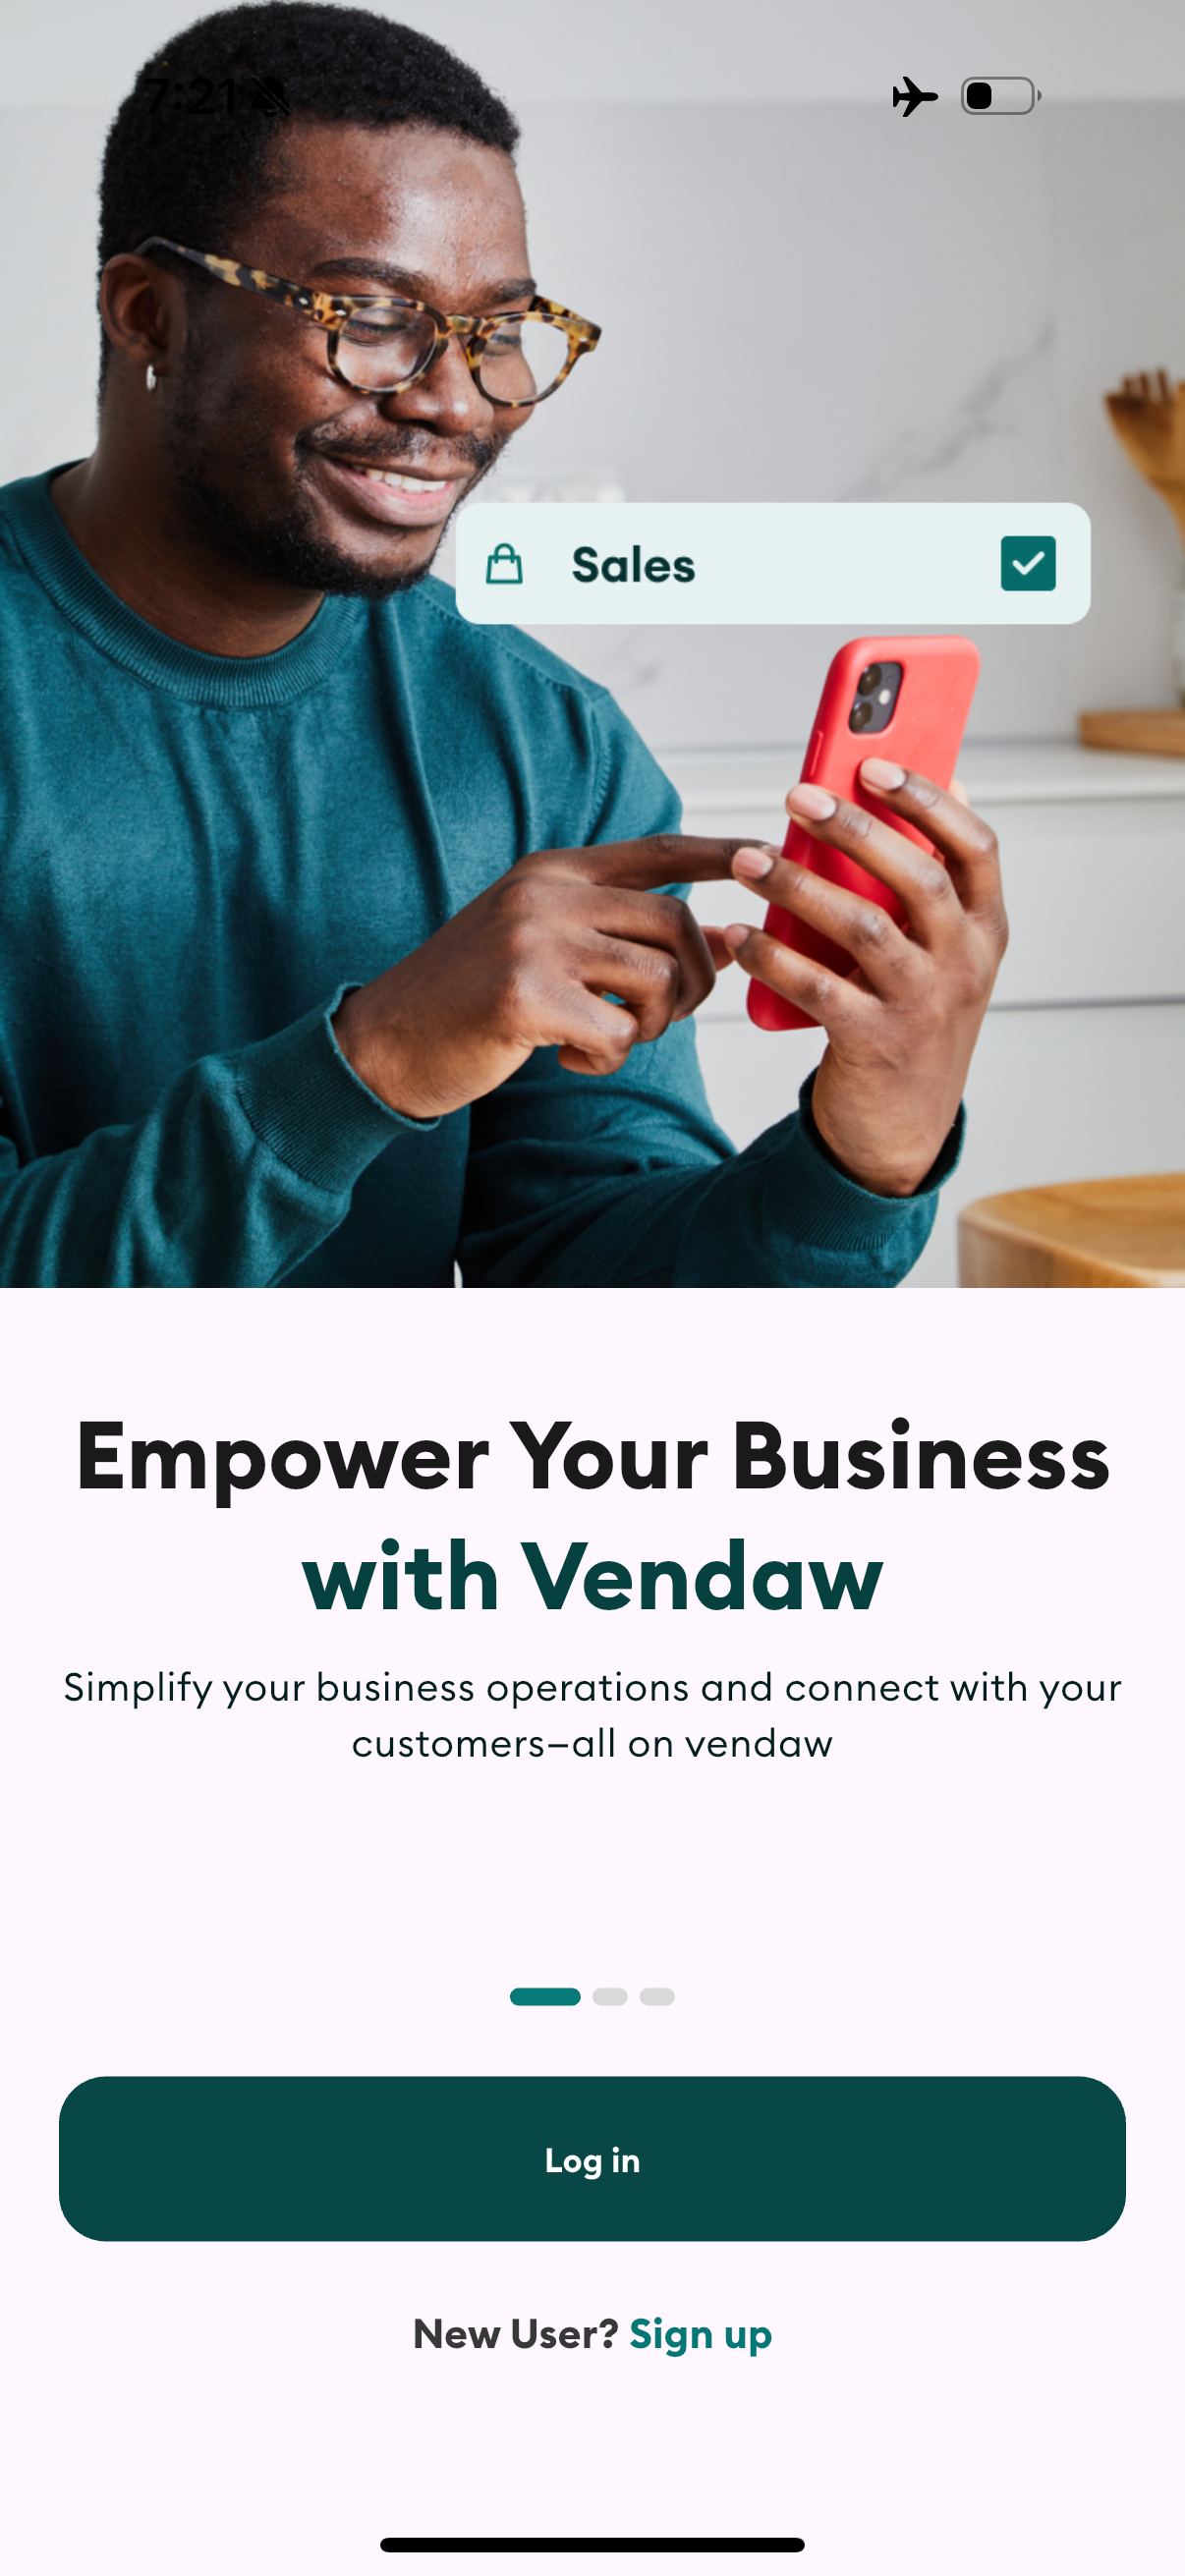 7:21
Sales
Empower Your Business
with Vendaw
Simplify your business operations and connect with your
customers–all on vendaw
Log in
New User? Sign up